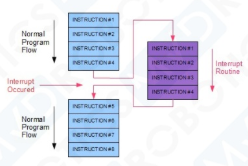 Normal
Program
Flow
INSTRUCTION #1
INSTRUCTION #2
INSTRUCTION #3
INSTRUCTION #4
INSTRUCTION #1
INSTRUCTION #2
INSTRUCTION #3
INSTRUCTION #4
Interrupt
Routine
Interrupt
Occured
Normal
Program
Flow
INSTRUCTION #5
INSTRUCTION #6
INSTRUCTION #7
INSTRUCTION #8